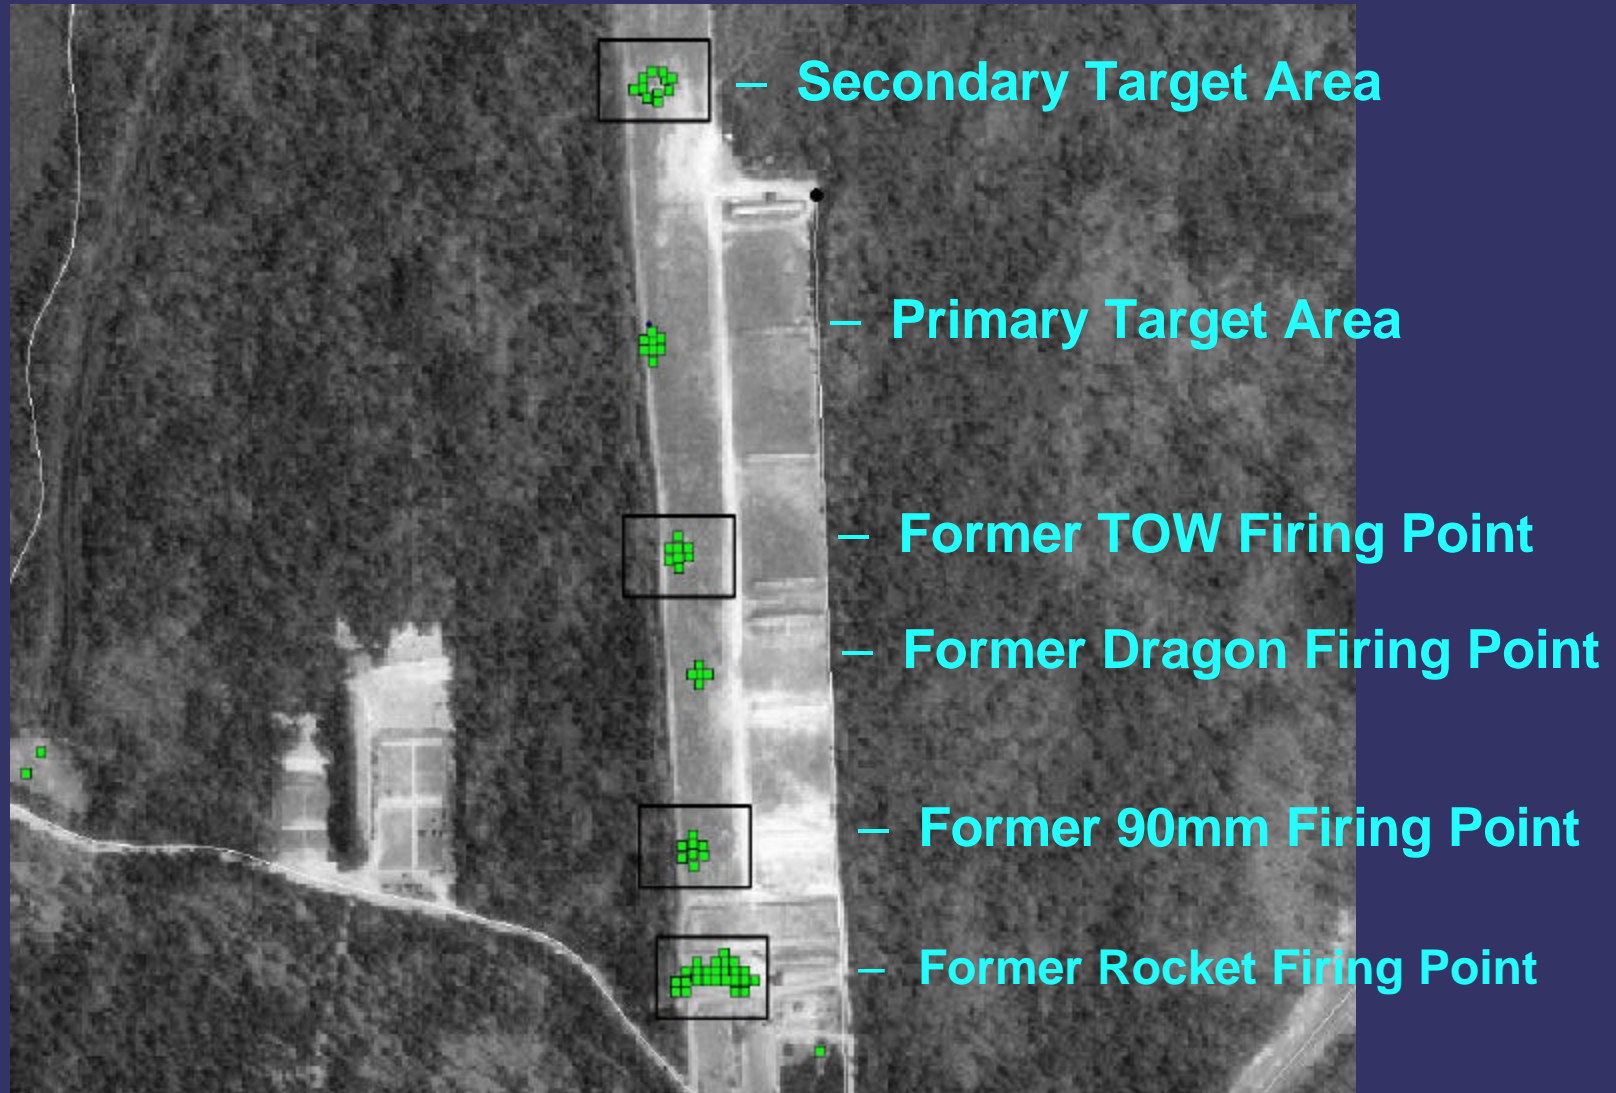 – Secondary Target Area
– Primary Target Area
– Former TOW Firing Point
– Former Dragon Firing Point
– Former 90mm Firing Point
– Former Rocket Firing Point